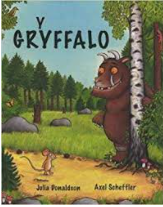 Y
GRYFFALO
Julia Donaldson Axel Scheffler